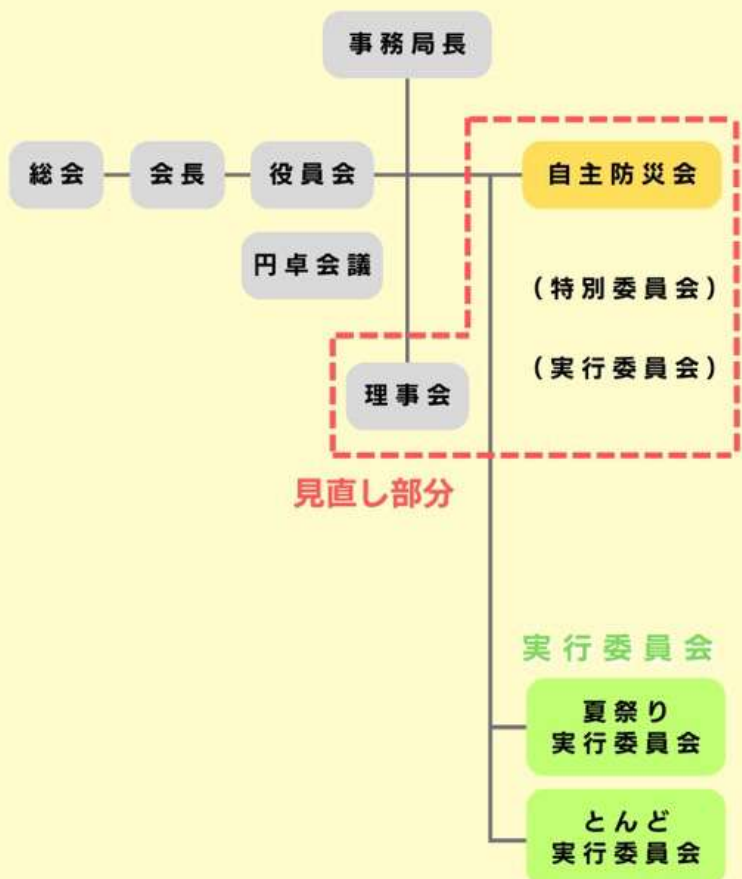 事務局長
総会
会長
役員会
自主防災会
円卓会議
(特別委員会)
(実行委員会)
理事会
見直し部分
実行委員会
夏祭り
実行委員会
とんど
実行委員会